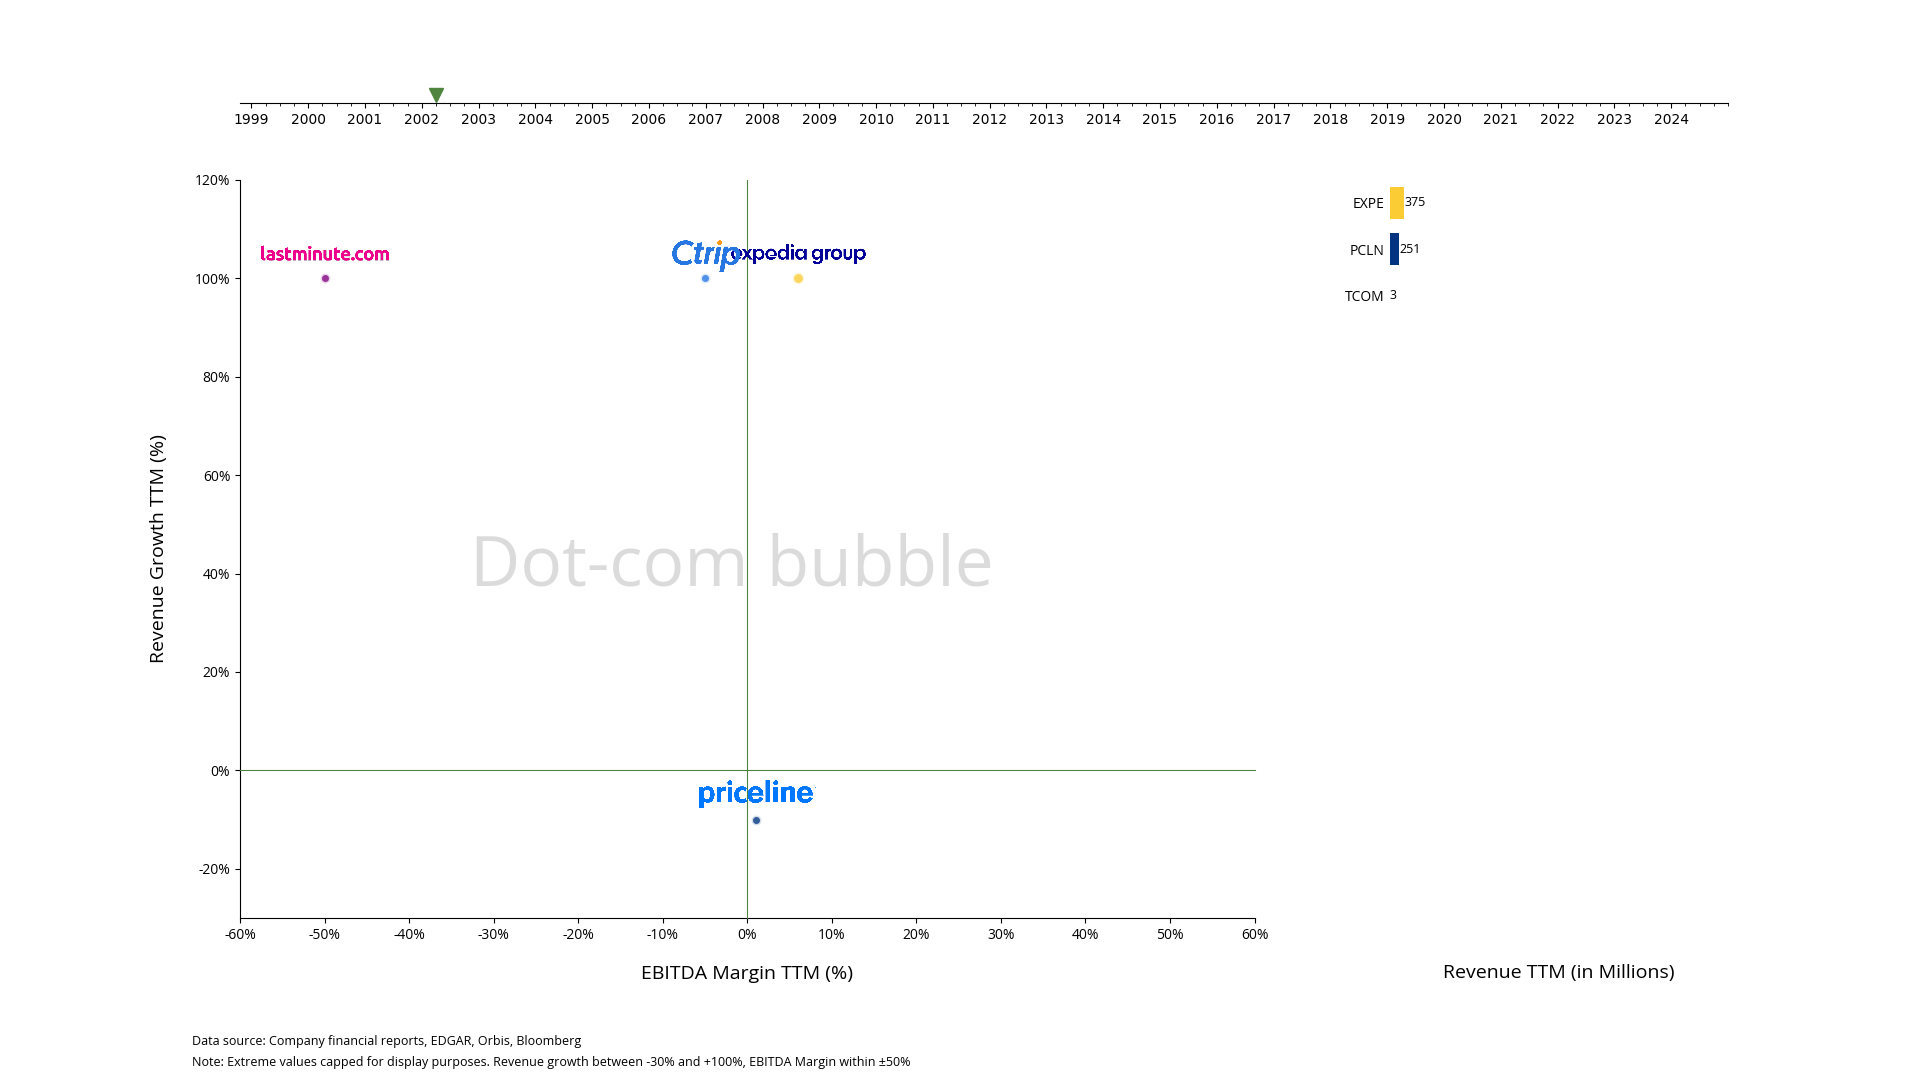 1999 2000 2001 2002 2003 2004 2005 2006 2007 2008 2009 2010 2011 2012 2013 2014 2015 2016 2017 2018 2019 2020 2021 2022 2023 2024
120%
100%
80%
60%
40%
20%
0%
-20%
Revenue Growth TTM (%)
lastminute.com
Ctrip
expedia group
Dot-com bubble
priceline
-60% -50% -40% -30% -20% -10% 0% 10% 20% 30% 40% 50% 60%
EBITDA Margin TTM (%)
EXPE 375
PCLN 251
TCOM 3
Revenue TTM (in Millions)
Data source: Company financial reports, EDGAR, Orbis, Bloomberg
Note: Extreme values capped for display purposes. Revenue growth between -30% and +100%, EBITDA Margin within ±50%